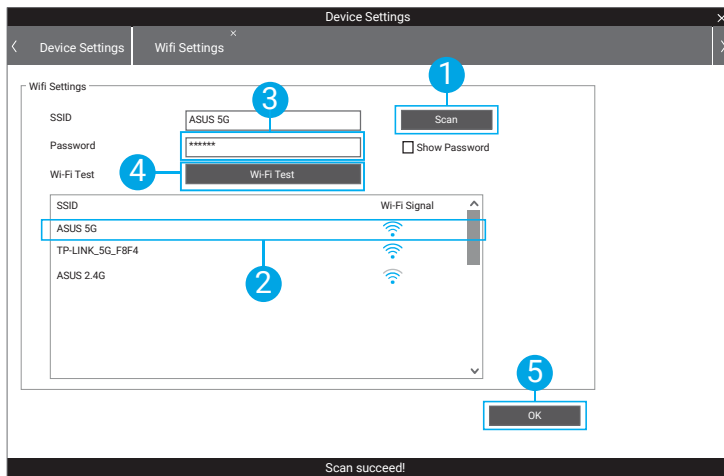 Device Settings
Device Settings
Wifi Settings
1
Wifi Settings
3
SSID
ASUS 5G
Scan
Password
******
Show Password
4
Wi-Fi Test
Wi-Fi Test
SSID
Wi-Fi Signal
ASUS 5G
TP-LINK_5G_F8F4
ASUS 2.4G
2
5
OK
Scan succeed!